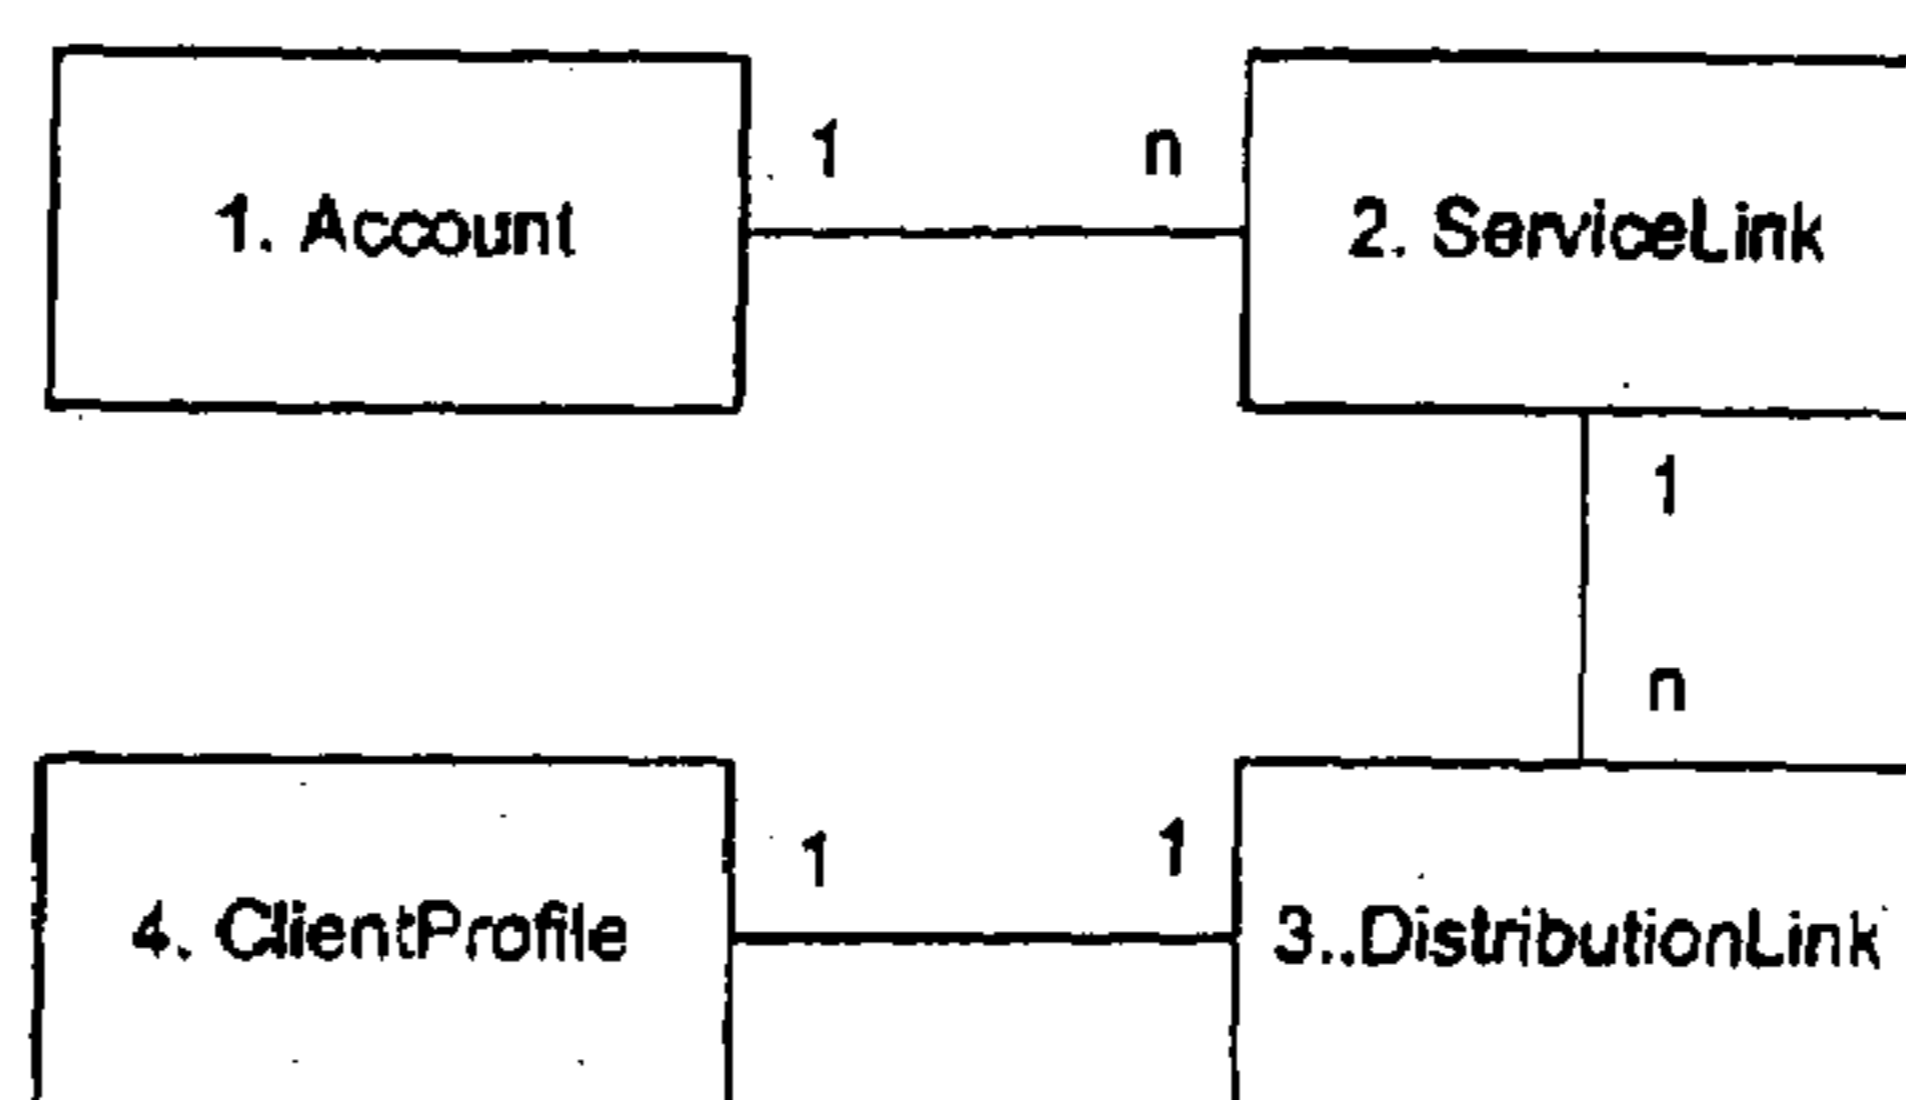 1 n
1. Account 2. ServiceLink
1
n
1 1
4. ClientProfile 3..DistributionLink